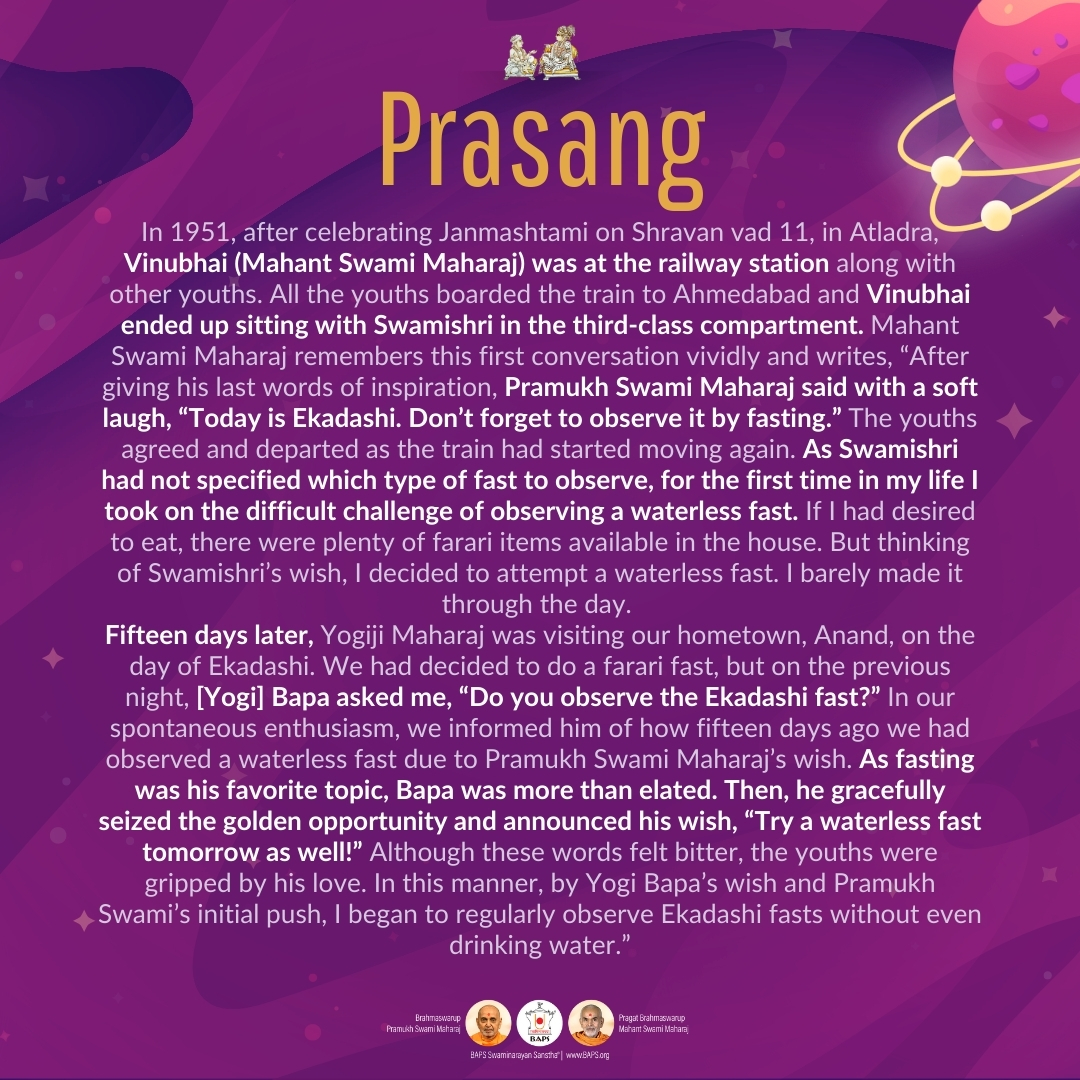 Prasang
In 1951, after celebrating Janmashtami on Shravan vad 11, in Atladra,
Vinubhai (Mahant Swami Maharaj) was at the railway station along with
other youths. All the youths boarded the train to Ahmedabad and Vinubhai
ended up sitting with Swamishri in the third-class compartment. Mahant
Swami Maharaj remembers this first conversation vividly and writes, “After
giving his last words of inspiration, Pramukh Swami Maharaj said with a soft
laugh, “Today is Ekadashi. Don’t forget to observe it by fasting.” The youths
agreed and departed as the train had started moving again. As Swamishri
had not specified which type of fast to observe, for the first time in my life I
took on the difficult challenge of observing a waterless fast. If I had desired
to eat, there were plenty of farari items available in the house. But thinking
of Swamishri’s wish, I decided to attempt a waterless fast. I barely made it
through the day.
Fifteen days later, Yogiji Maharaj was visiting our hometown, Anand, on the
day of Ekadashi. We had decided to do a farari fast, but on the previous
night, [Yogi] Bapa asked me, “Do you observe the Ekadashi fast?” In our
spontaneous enthusiasm, we informed him of how fifteen days ago we had
observed a waterless fast due to Pramukh Swami Maharaj’s wish. As fasting
was his favorite topic, Bapa was more than elated. Then, he gracefully
seized the golden opportunity and announced his wish, “Try a waterless fast
tomorrow as well!” Although these words felt bitter, the youths were
gripped by his love. In this manner, by Yogi Bapa’s wish and Pramukh
Swami’s initial push, I began to regularly observe Ekadashi fasts without even
drinking water.”
Brahmaswarup
Pramukh Swami Maharaj
BAPS
Pragat Brahmaswarup
Mahant Swami Maharaj
BAPS Swaminarayan Sanstha | www.BAPS.org